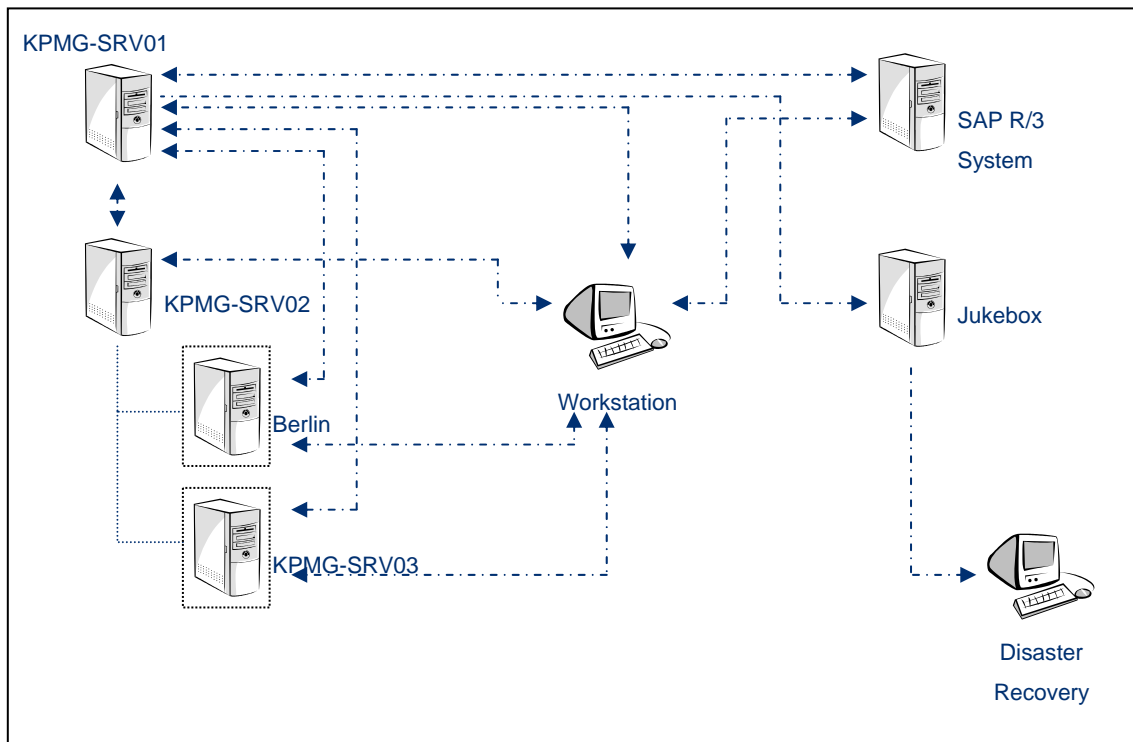 KPMG-SRV01
SAP R/3
System
KPMG-SRV02
Jukebox
Workstation
Berlin
KPMG-SRV03
Disaster
Recovery